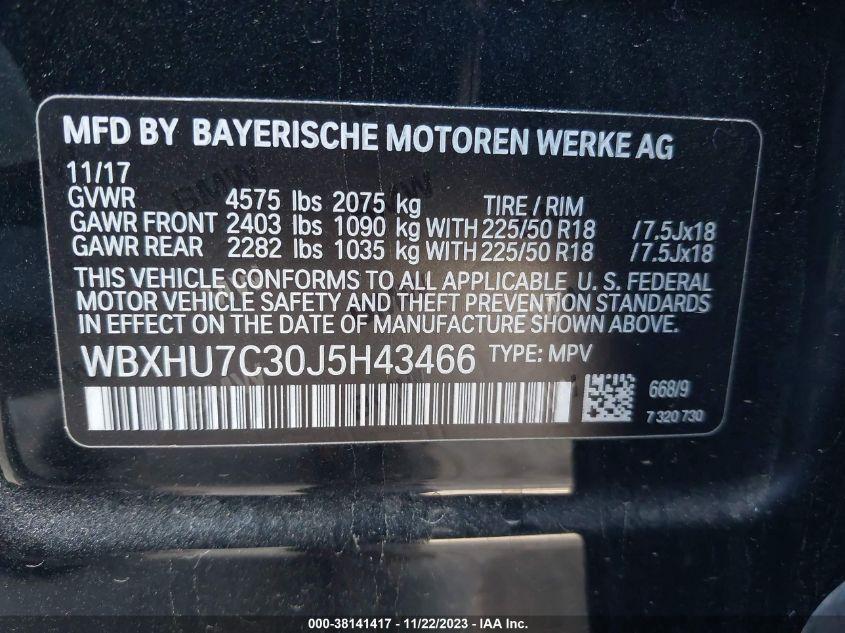 MFD BY BAYERISCHE MOTOREN WERKE AG
11/17
GVWR 4575 lbs 2075 kg TIRE / RIM
GAWR FRONT 2403 lbs 1090 kg WITH 225/50 R18 /7.5Jx18
GAWR REAR 2282 lbs 1035 kg WITH 225/50 R18 /7.5Jx18
THIS VEHICLE CONFORMS TO ALL APPLICABLE U. S. FEDERAL
MOTOR VEHICLE SAFETY AND THEFT PREVENTION STANDARDS
IN EFFECT ON THE DATE OF MANUFACTURE SHOWN ABOVE.
WBXHU7C30J5H43466 TYPE: MPV
668/9
7 320 730
000-38141417 - 11/22/2023 - IAA Inc.